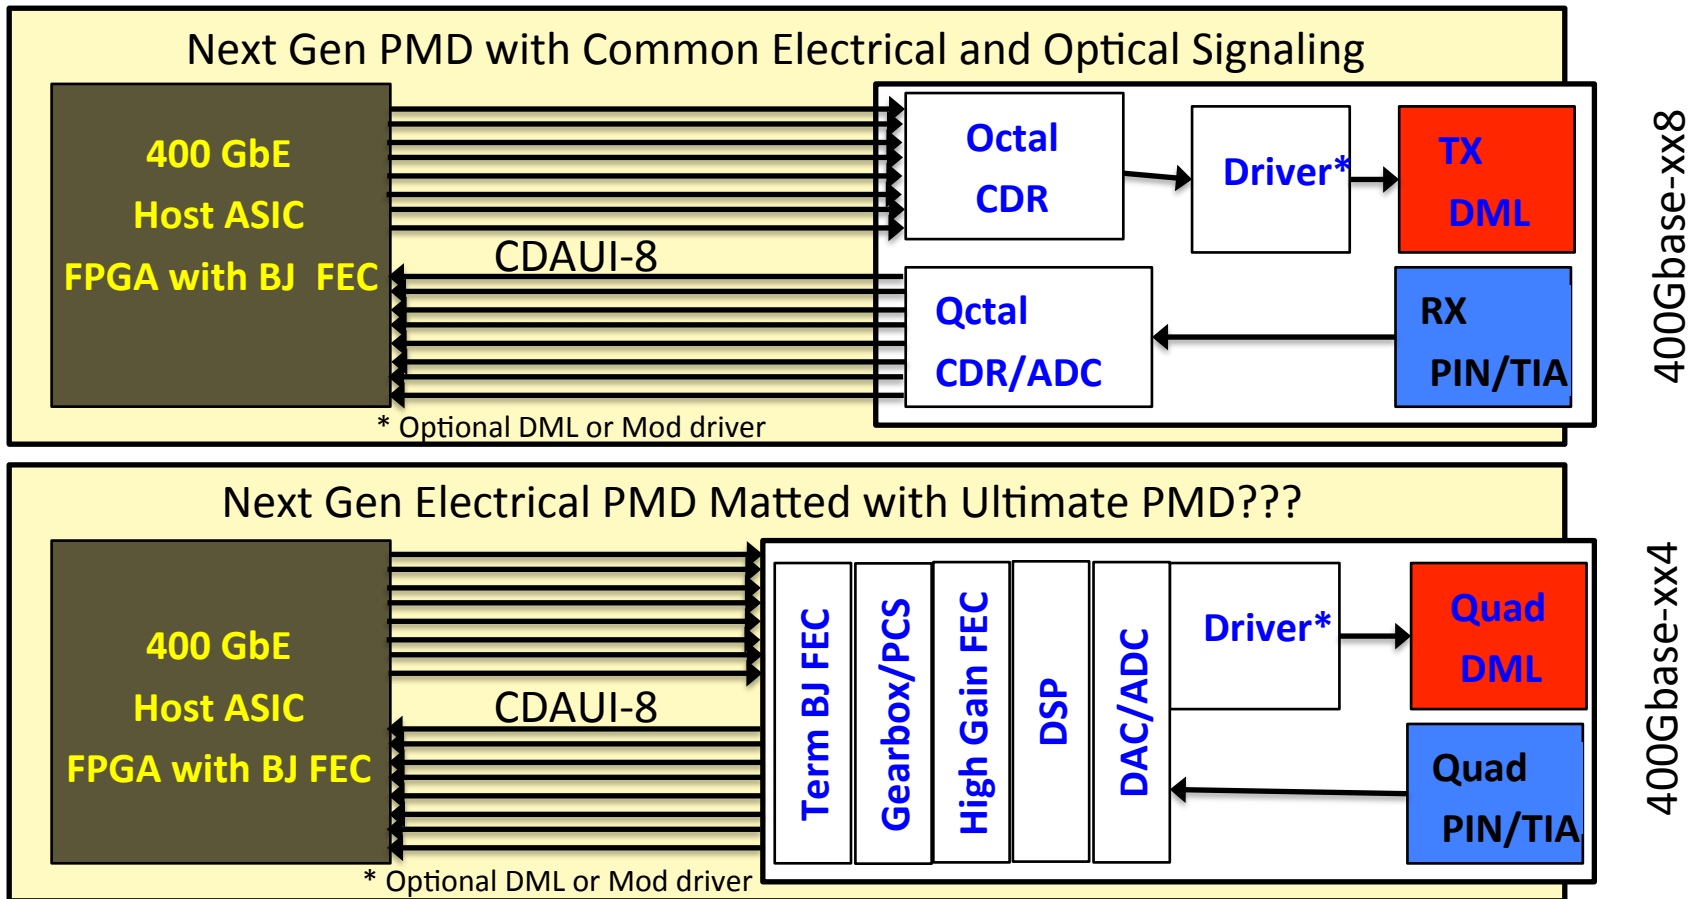 Next Gen PMD with Common Electrical and Optical Signaling
400 GbE
Host ASIC
FPGA with BJ  FEC
CDAUI-8
Octal
CDR
Driver*
TX
DML
Qctal
CDR/ADC
RX
PIN/TIA
* Optional DML or Mod driver
400Gbase-xx8
Next Gen Electrical PMD Matted with Ultimate PMD???
400 GbE
Host ASIC
FPGA with BJ FEC
CDAUI-8
Term BJ FEC
Gearbox/PCS
High Gain FEC
DSP
DAC/ADC
Driver*
Quad
DML
Quad
PIN/TIA
* Optional DML or Mod driver
400Gbase-xx4